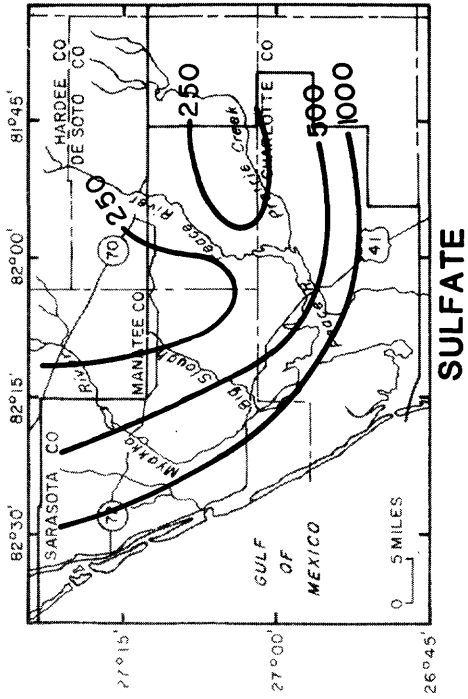 82°30'
82°15'
82°00'
81°45'
27°15'
27°00'
26°45'
SARASOTA CO
MANATEE CO
HARDEE CO
DE SOTO CO
CHARLOTTE CO
70
72
41
250
250
500
1000
River
Myakka
Big Slough
Peace River
Prairie Creek
Peace
GULF
OF
MEXICO
0 5 MILES
SULFATE